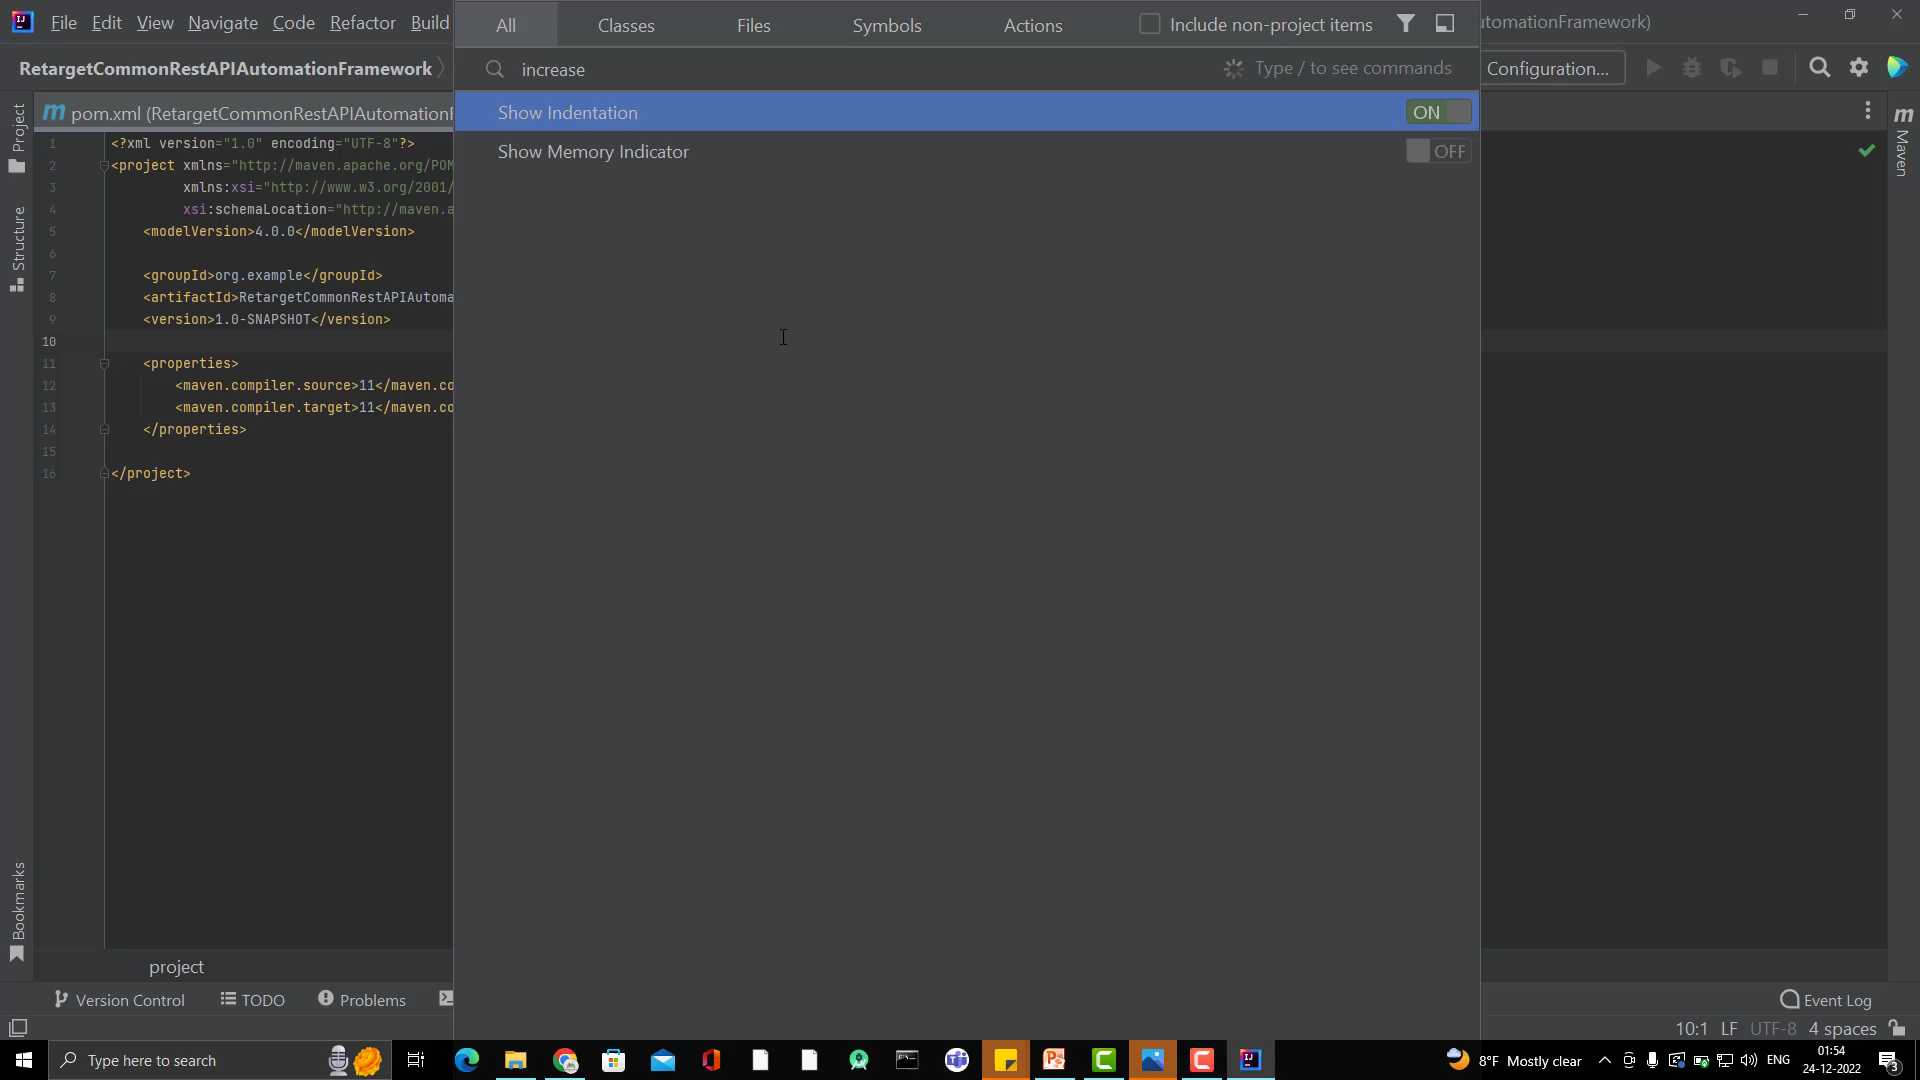 File Edit View Navigate Code Refactor Build
All Classes Files Symbols Actions Include non-project items
utomationFramework)
RetargetCommonRestAPIAutomationFramework
increase
Type / to see commands
Configuration...
pom.xml (RetargetCommonRestAPIAutomation
Show Indentation ON
Show Memory Indicator OFF
1 <?xml version="1.0" encoding="UTF-8"?>
2 <project xmlns="http://maven.apache.org/POM
3 xmlns:xsi="http://www.w3.org/2001/
4 xsi:schemaLocation="http://maven.a
5 <modelVersion>4.0.0</modelVersion>
6
7 <groupId>org.example</groupId>
8 <artifactId>RetargetCommonRestAPIAutoma
9 <version>1.0-SNAPSHOT</version>
10
11 <properties>
12 <maven.compiler.source>11</maven.co
13 <maven.compiler.target>11</maven.co
14 </properties>
15
16 </project>
Project
Structure
Bookmarks
m
Maven
project
Version Control TODO Problems
Event Log
10:1 LF UTF-8 4 spaces
Type here to search
8°F Mostly clear
ENG
01:54
24-12-2022
3